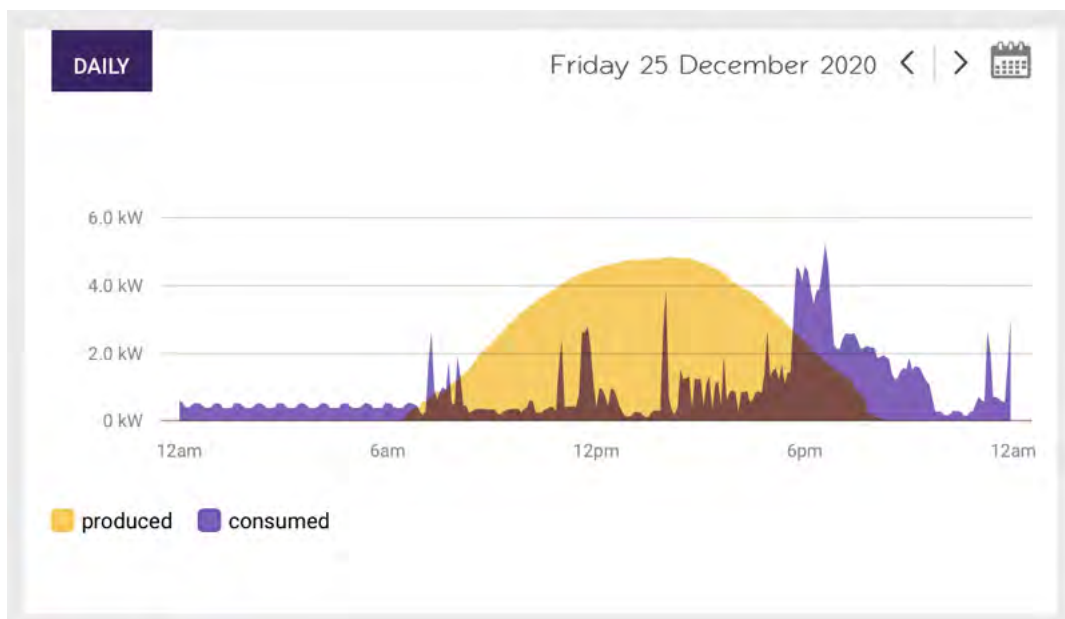 DAILY
Friday 25 December 2020
6.0 kW
4.0 kW
2.0 kW
0 kW
12am 6am 12pm 6pm 12am
produced consumed